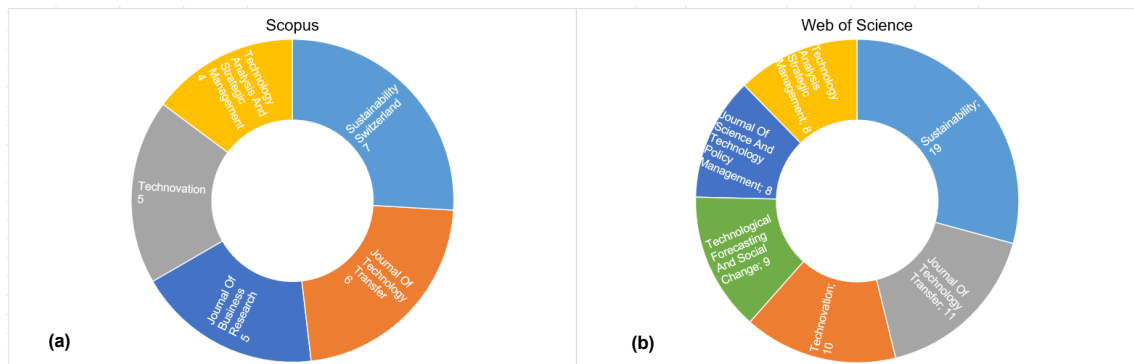 Scopus
Sustainability
Switzerland
7
Journal Of
Technology
Transfer
6
Journal Of
Business
Research
5
Technovation
5
Technology
Analysis And
Strategic
Management
4
(a)
Web of Science
Sustainability;
19
Journal Of
Technology
Transfer; 11
Technovation;
10
Technological
Forecasting
And Social
Change; 9
Journal Of
Science And
Technology
Policy
Management; 8
Technology
Analysis
Strategic
Management; 8
(b)